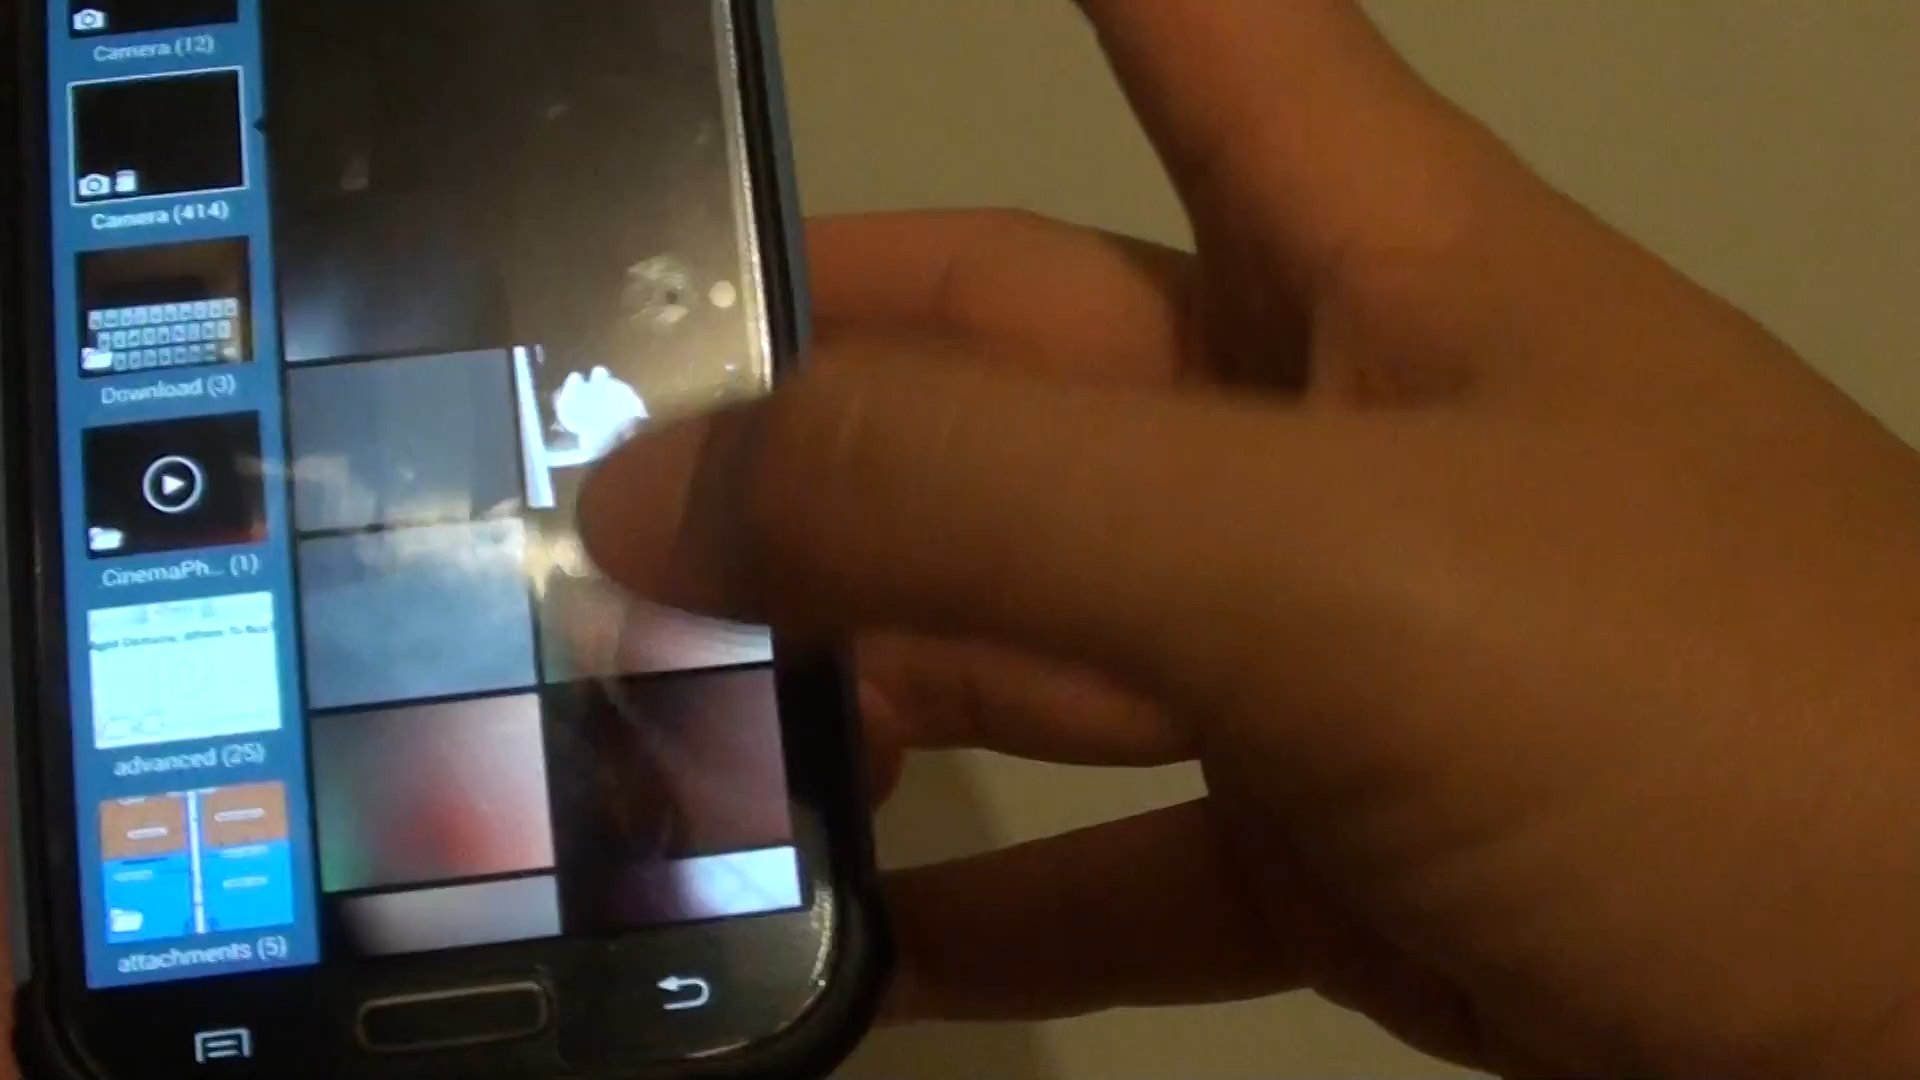 Camera (12)
Camera (414)
Download (3)
CinemaPh... (1)
advanced (25)
attachments (5)